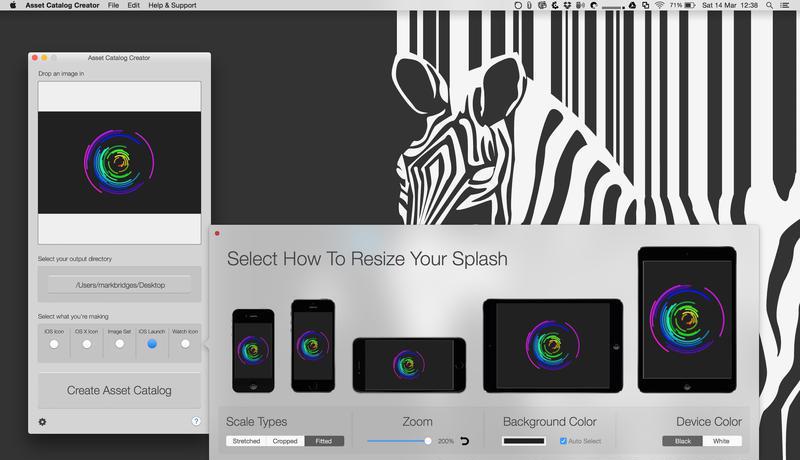 Asset Catalog Creator File Edit Help & Support
71% Sat 14 Mar 12:38
Asset Catalog Creator
Drop an image in
Select your output directory
/Users/markbridges/Desktop
Select what you're making
iOS Icon OS X Icon Image Set iOS Launch Watch Icon
Create Asset Catalog
?
Select How To Resize Your Splash
Scale Types Zoom Background Color Device Color
Stretched Cropped Fitted 200% Auto Select Black White